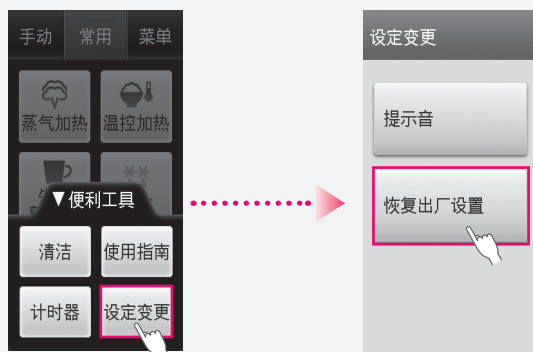 手动 常用 菜单
蒸气加热 温控加热
▼便利工具
清洁 使用指南
计时器 设定变更
设定变更
提示音
恢复出厂设置